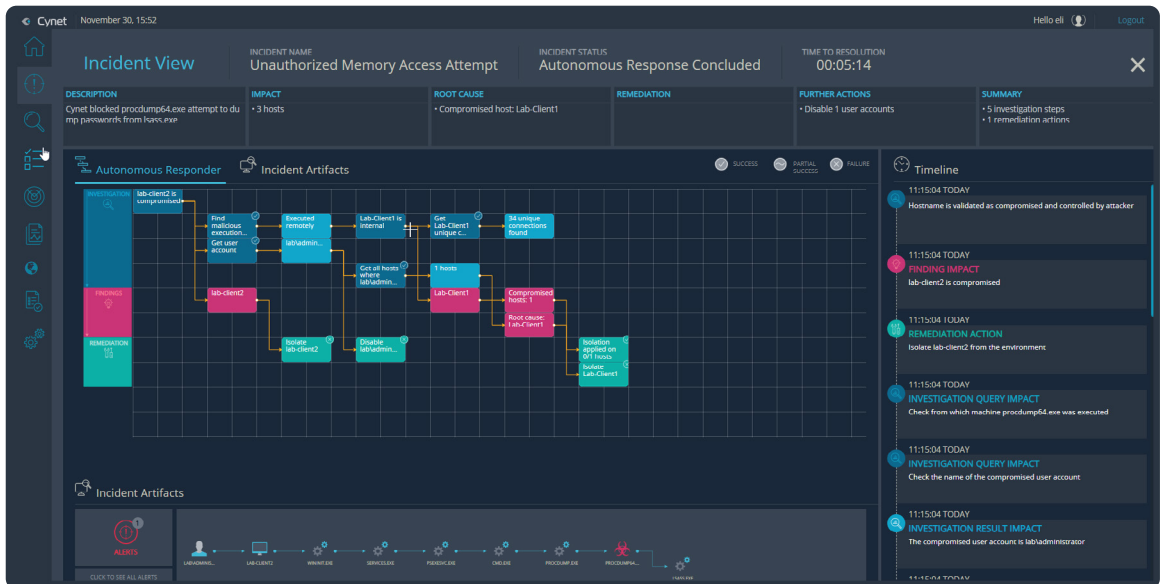 Cynet
November 30, 15:52
Hello eli
Logout
Incident View
INCIDENT NAME
Unauthorized Memory Access Attempt
INCIDENT STATUS
Autonomous Response Concluded
TIME TO RESOLUTION
00:05:14
DESCRIPTION
Cynet blocked procdump64.exe attempt to du
mp passwords from lsass.exe
IMPACT
• 3 hosts
ROOT CAUSE
• Compromised host: Lab-Client1
REMEDIATION
FURTHER ACTIONS
• Disable 1 user accounts
SUMMARY
• 5 investigation steps
• 1 remediation actions
Autonomous Responder
Incident Artifacts
SUCCESS
PARTIAL
SUCCESS
FAILURE
INVESTIGATION
lab-client2 is
compromised
Find
malicious
execution...
Executed
remotely
Lab-Client1 is
internal
Get
Lab-Client1
unique c...
34 unique
connections
found
Get user
account
lab\admin...
Get all hosts
where
lab\admin...
1 hosts
FINDINGS
lab-client2
Lab-Client1
Compromised
hosts: 1
Root cause:
Lab-Client1
REMEDIATION
Isolate
lab-client2
Disable
lab\admin...
Isolation
applied on
0/1 hosts
Isolate
Lab-Client1
Incident Artifacts
1
ALERTS
CLICK TO SEE ALL ALERTS
LAB\ADMINIS...
LAB-CLIENT2
WININIT.EXE
SERVICES.EXE
PSEXESVC.EXE
CMD.EXE
PROCDUMP.EXE
PROCDUMP64...
Timeline
11:15:04 TODAY
Hostname is validated as compromised and controlled by attacker
11:15:04 TODAY
FINDING IMPACT
lab-client2 is compromised
11:15:04 TODAY
REMEDIATION ACTION
Isolate lab-client2 from the environment
11:15:04 TODAY
INVESTIGATION QUERY IMPACT
Check from which machine procdump64.exe was executed
11:15:04 TODAY
INVESTIGATION QUERY IMPACT
Check the name of the compromised user account
11:15:04 TODAY
INVESTIGATION RESULT IMPACT
The compromised user account is lab\administrator
11:15:04 TODAY